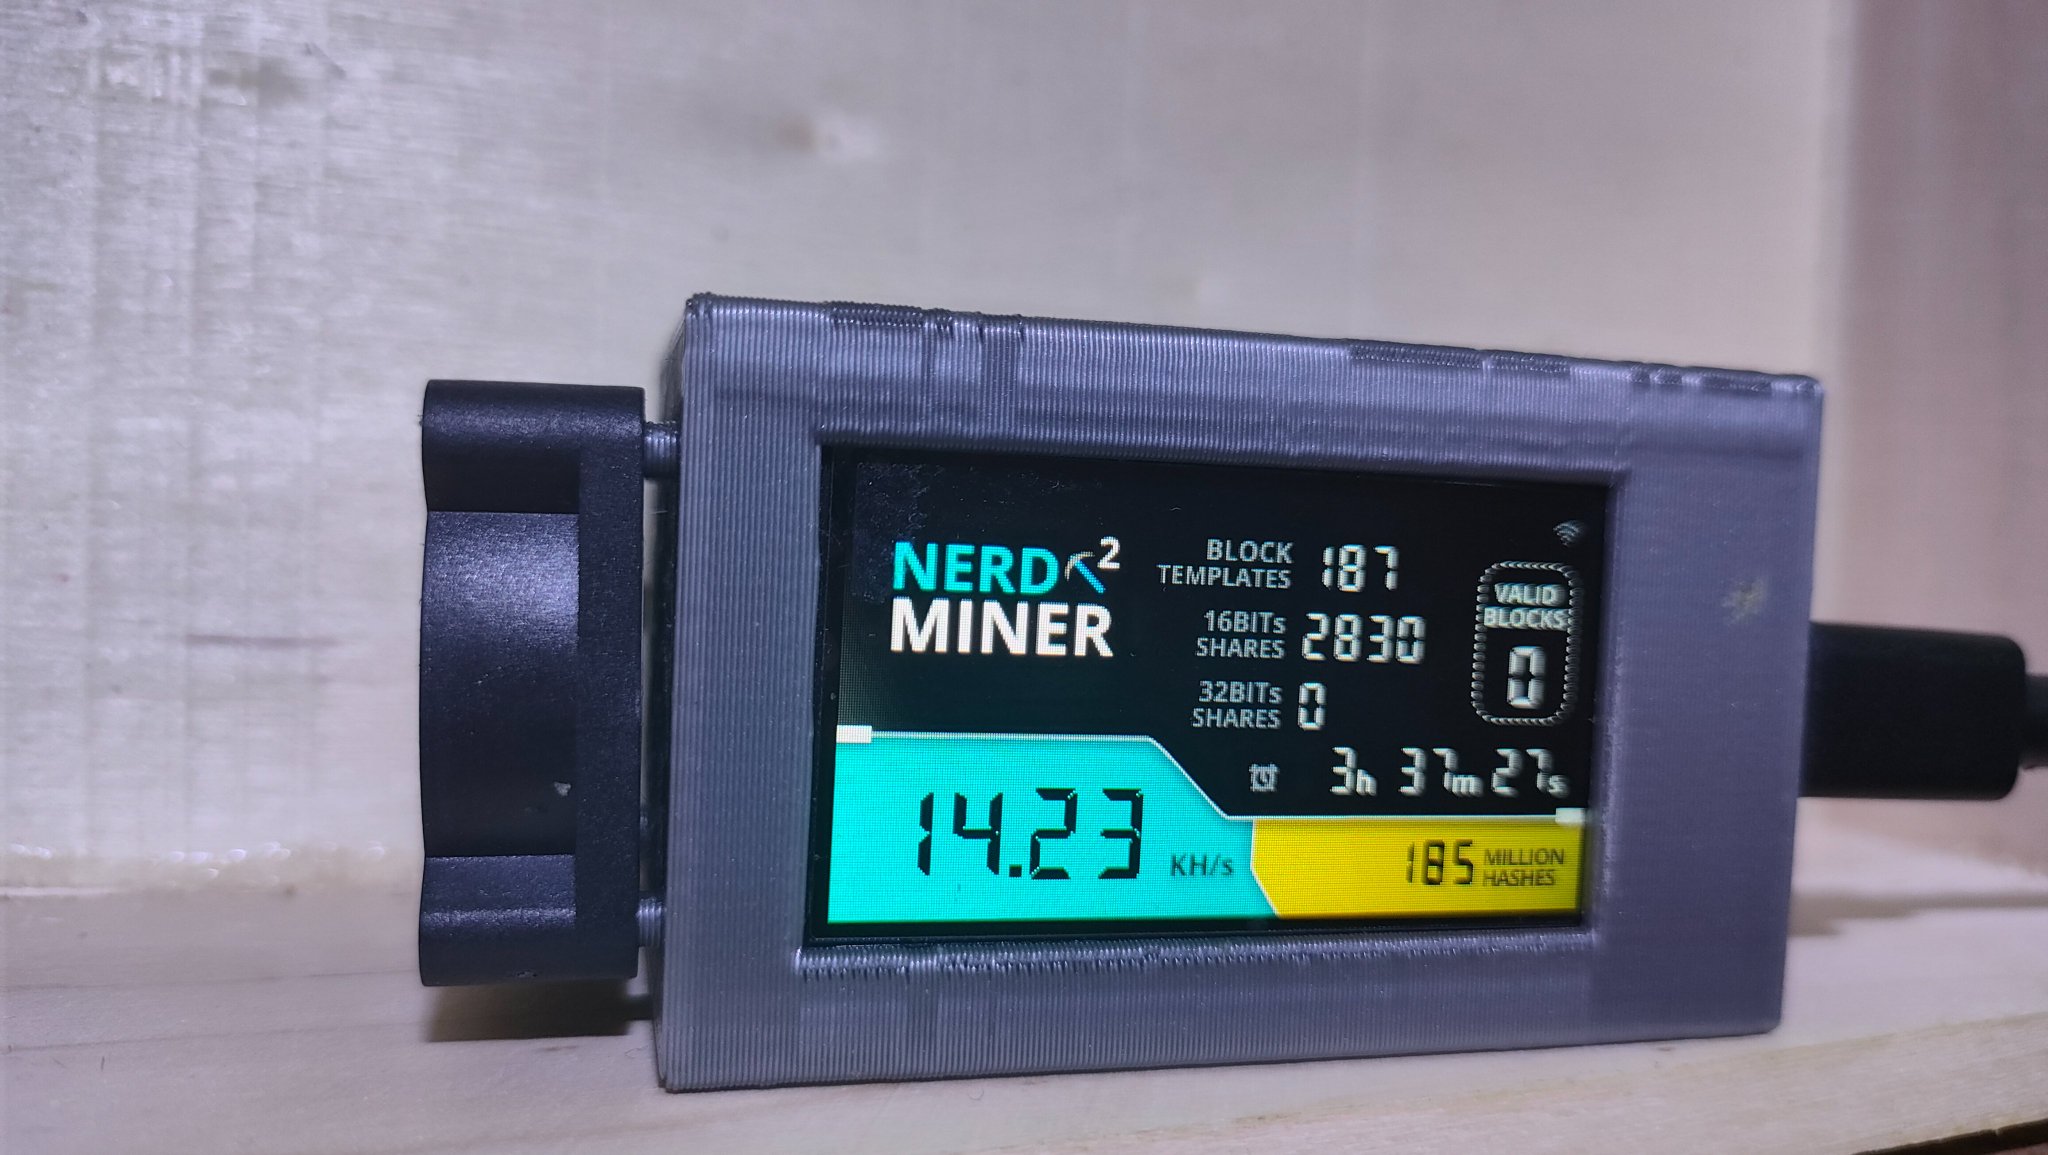 NERD 2
MINER
BLOCK
TEMPLATES 187
16BITs
SHARES 2830
32BITs
SHARES 0
VALID
BLOCKS
0
3h 37m 27s
14.23 KH/s
185 MILLION
HASHES